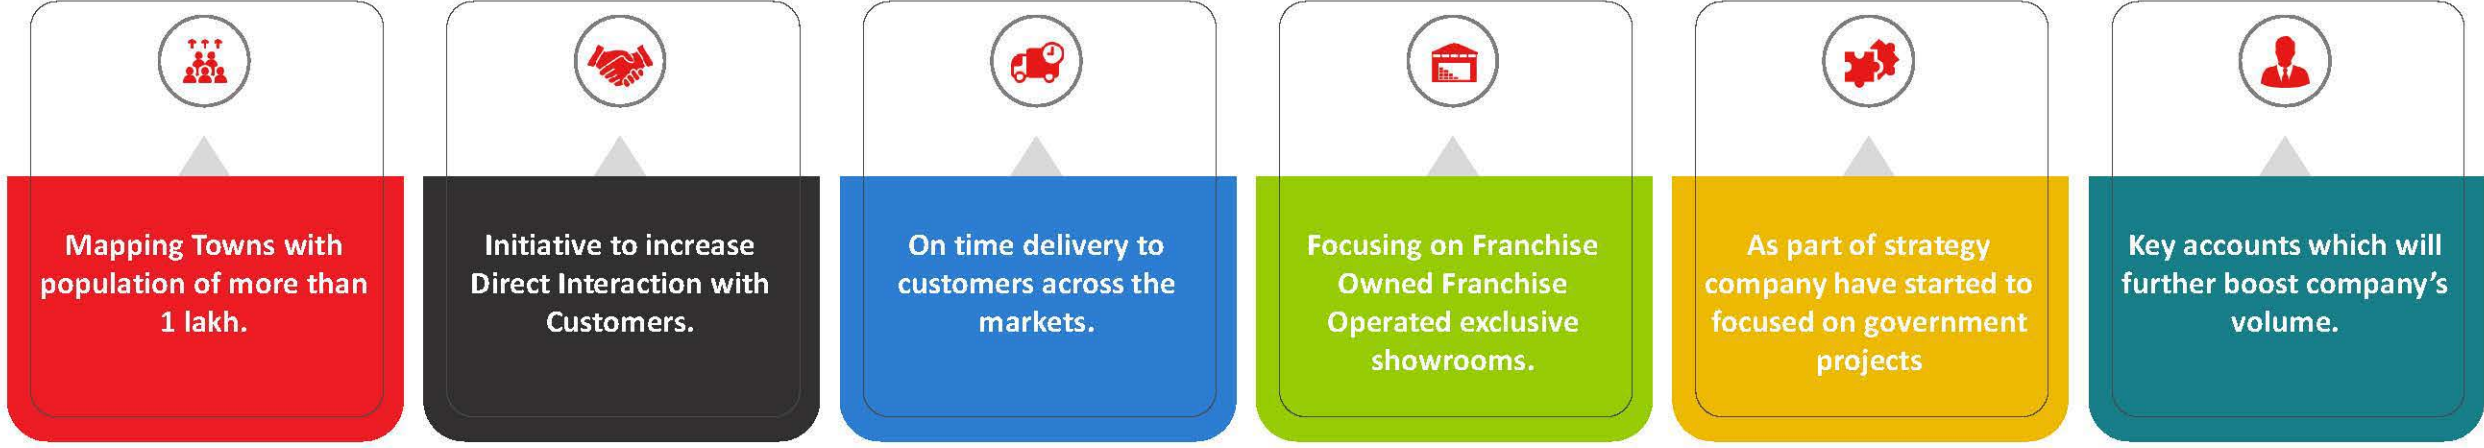 Mapping Towns with
population of more than
1 lakh.
Initiative to increase
Direct Interaction with
Customers.
On time delivery to
customers across the
markets.
Focusing on Franchise
Owned Franchise
Operated exclusive
showrooms.
As part of strategy
company have started to
focused on government
projects
Key accounts which will
further boost company's
volume.